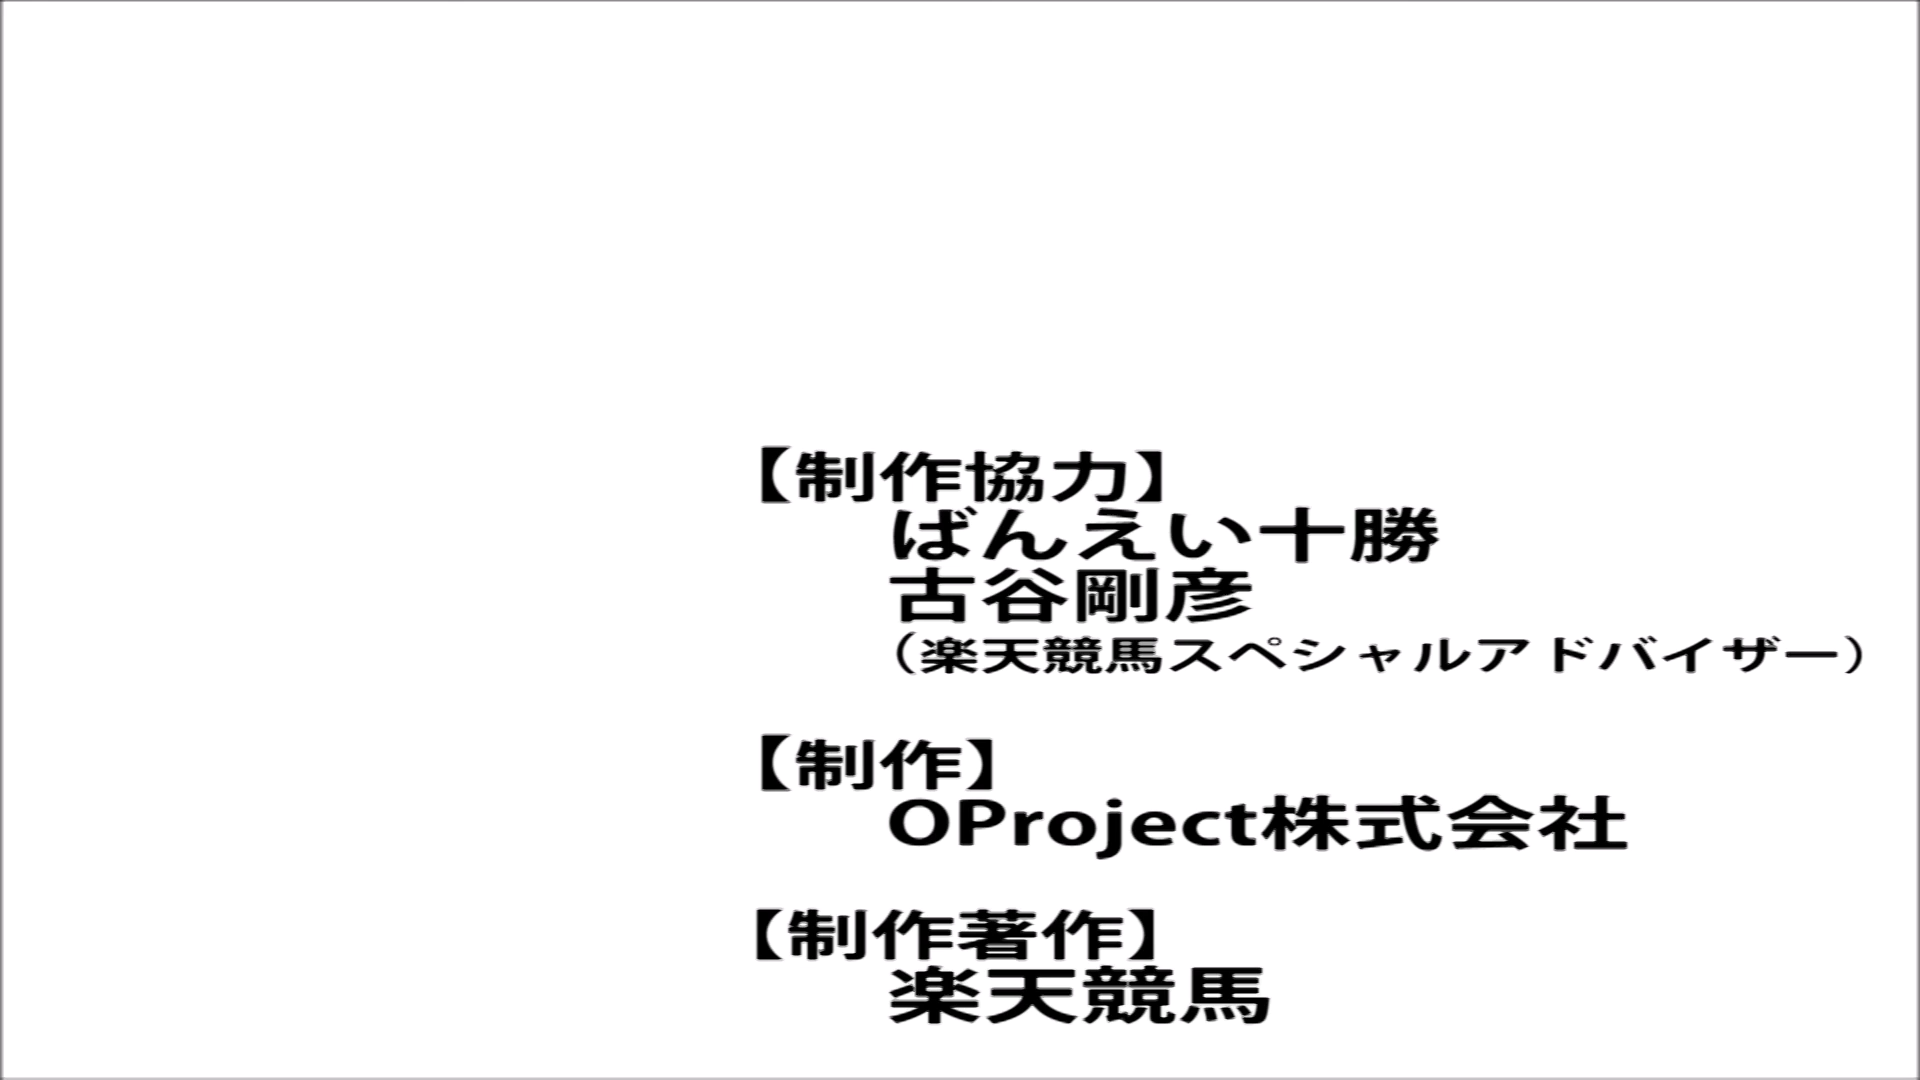 【制作協力】
ばんえい十勝
古谷剛彦
（楽天競馬スペシャルアドバイザー）
【制作】
OProject株式会社
【制作著作】
楽天競馬